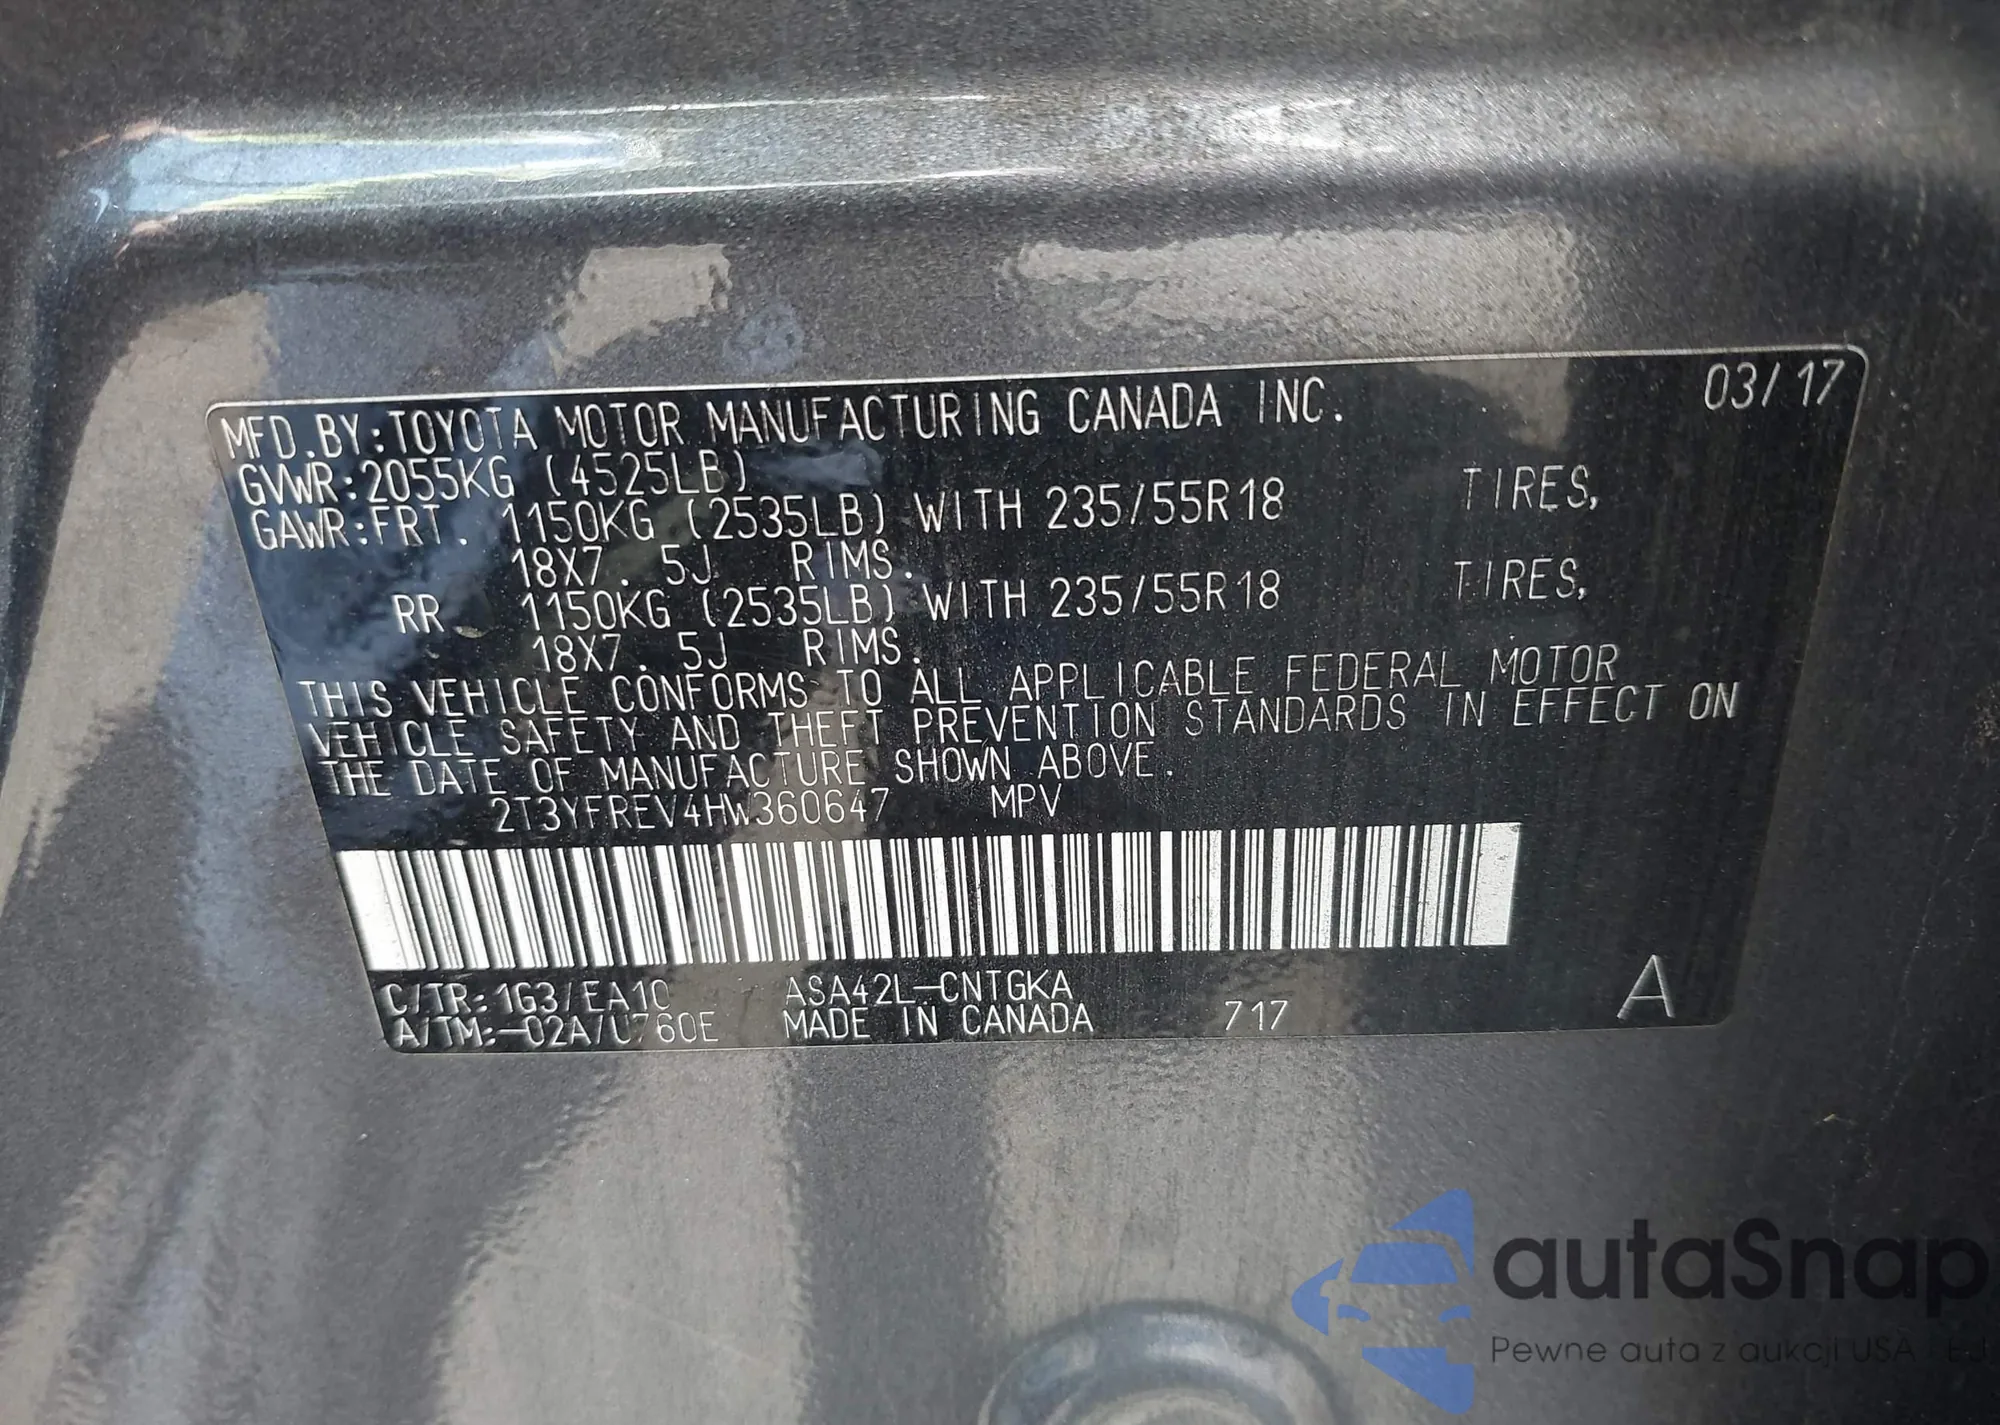 03/17
MFD.BY:TOYOTA MOTOR MANUFACTURING CANADA INC.
GVWR:2055KG (4525LB)
GAWR:FRT. 1150KG (2535LB) WITH 235/55R18 TIRES,
18X7.5J RIMS.
RR 1150KG (2535LB) WITH 235/55R18 TIRES,
18X7.5J RIMS.
THIS VEHICLE CONFORMS TO ALL APPLICABLE FEDERAL MOTOR
VEHICLE SAFETY AND THEFT PREVENTION STANDARDS IN EFFECT ON
THE DATE OF MANUFACTURE SHOWN ABOVE.
2T3YFREV4HW360647 MPV
C/TR:1G3/EA10 ASA42L-CNTGKA
A/TM:-02A/U760E MADE IN CANADA 717 A
autaSnap
Pewne auta z aukcji USA